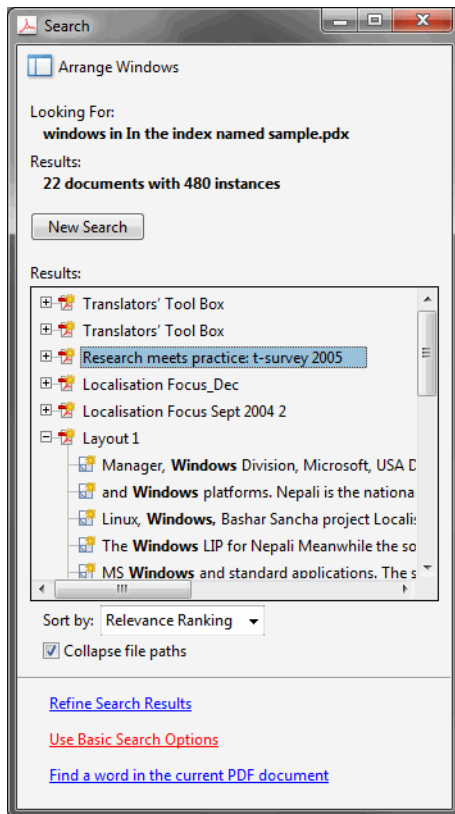 Search
Arrange Windows
Looking For:
windows in In the index named sample.pdx
Results:
22 documents with 480 instances
New Search
Results:
Translators' Tool Box
Translators' Tool Box
Research meets practice: t-survey 2005
Localisation Focus_Dec
Localisation Focus Sept 2004 2
Layout 1
Manager, Windows Division, Microsoft, USA D
and Windows platforms. Nepali is the nationa
Linux, Windows, Bashar Sancha project Localis
The Windows LIP for Nepali Meanwhile the so
MS Windows and standard applications. The s
Sort by: Relevance Ranking
Collapse file paths
Refine Search Results
Use Basic Search Options
Find a word in the current PDF document